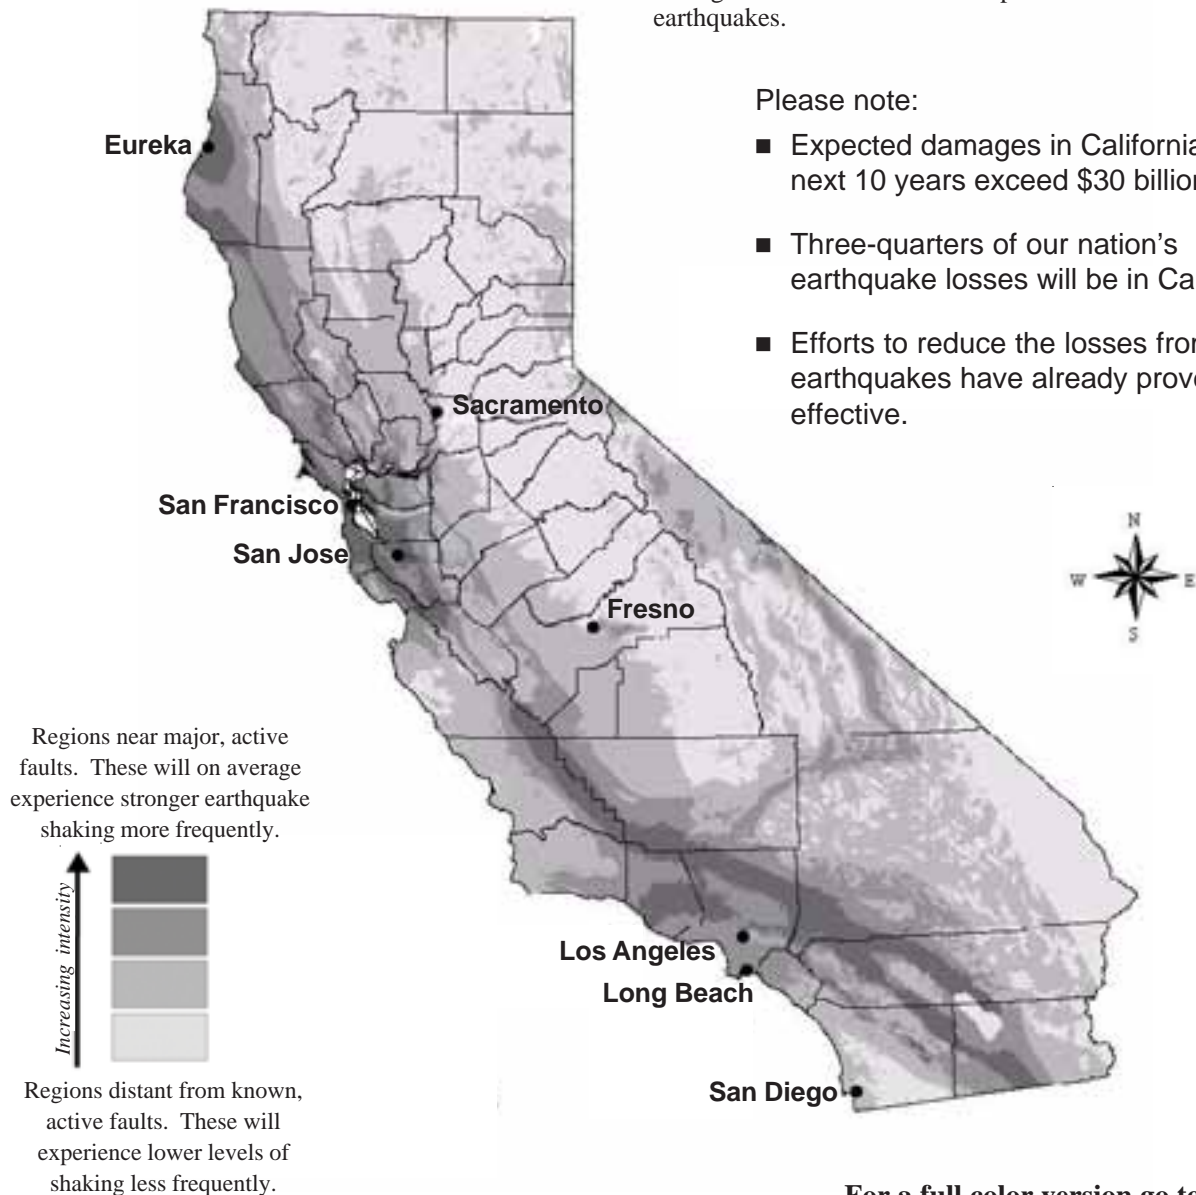 earthquakes.
Please note:
■ Expected damages in California
next 10 years exceed $30 billion
■ Three-quarters of our nation's
earthquake losses will be in Ca
■ Efforts to reduce the losses from
earthquakes have already prove
effective.
Eureka
Sacramento
San Francisco
San Jose
Fresno
N
W E
S
Regions near major, active
faults. These will on average
experience stronger earthquake
shaking more frequently.
Increasing intensity
Los Angeles
Long Beach
San Diego
Regions distant from known,
active faults. These will
experience lower levels of
shaking less frequently.
For a full color version go to